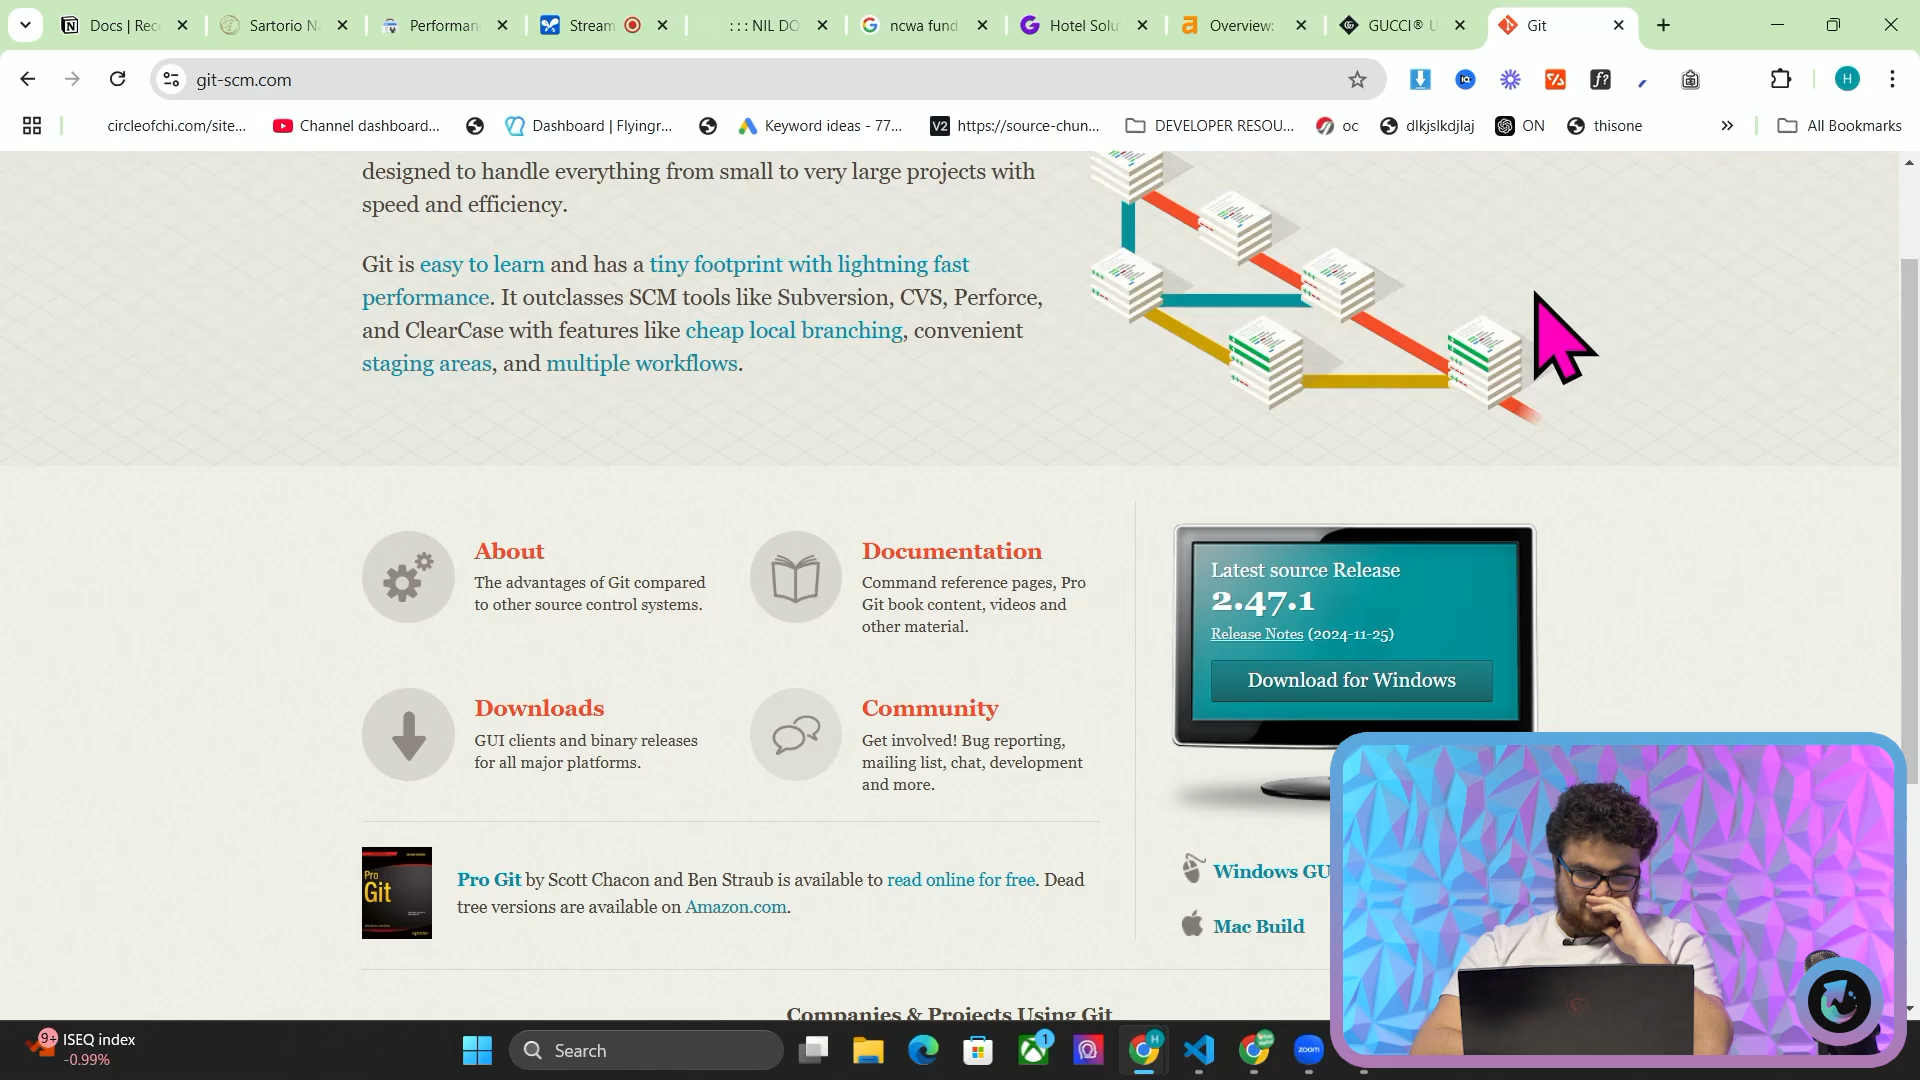 Docs | Rec
Sartorio N
Performan
Stream
: : : NIL DO
ncwa fund
Hotel Solu
Overview:
GUCCI® U
Git
git-scm.com
circleofchi.com/site...
Channel dashboard...
Dashboard | Flyingr...
Keyword ideas - 77...
V2 https://source-chun...
DEVELOPER RESOU...
oc
dlkjslkdjlaj
ON
thisone
All Bookmarks
designed to handle everything from small to very large projects with
speed and efficiency.
Git is easy to learn and has a tiny footprint with lightning fast
performance. It outclasses SCM tools like Subversion, CVS, Perforce,
and ClearCase with features like cheap local branching, convenient
staging areas, and multiple workflows.
About
The advantages of Git compared
to other source control systems.
Documentation
Command reference pages, Pro
Git book content, videos and
other material.
Downloads
GUI clients and binary releases
for all major platforms.
Community
Get involved! Bug reporting,
mailing list, chat, development
and more.
Latest source Release
2.47.1
Release Notes (2024-11-25)
Download for Windows
Pro
Git
Pro Git by Scott Chacon and Ben Straub is available to read online for free. Dead
tree versions are available on Amazon.com.
Windows GU
Mac Build
Companies & Projects Using Git
9+
ISEQ index
-0.99%
Search
1
zoom